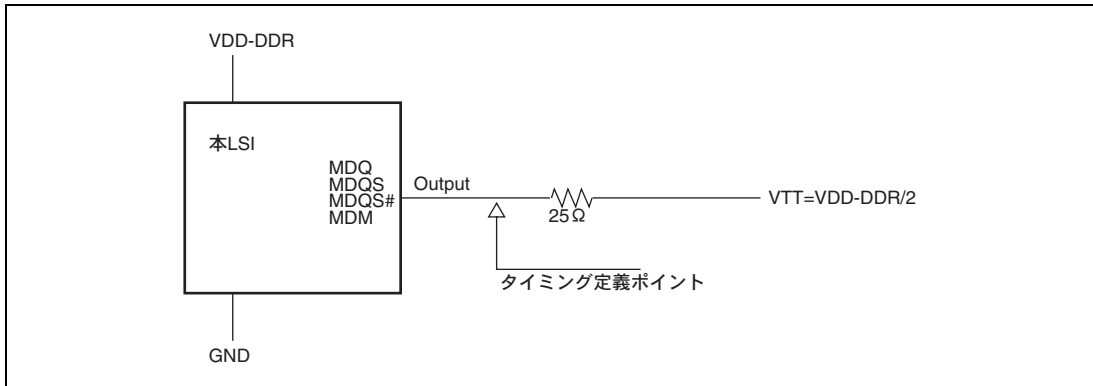 VDD-DDR
本LSI
MDQ
MDQS
MDQS#
MDM
Output
25Ω
VTT=VDD-DDR/2
タイミング定義ポイント
GND